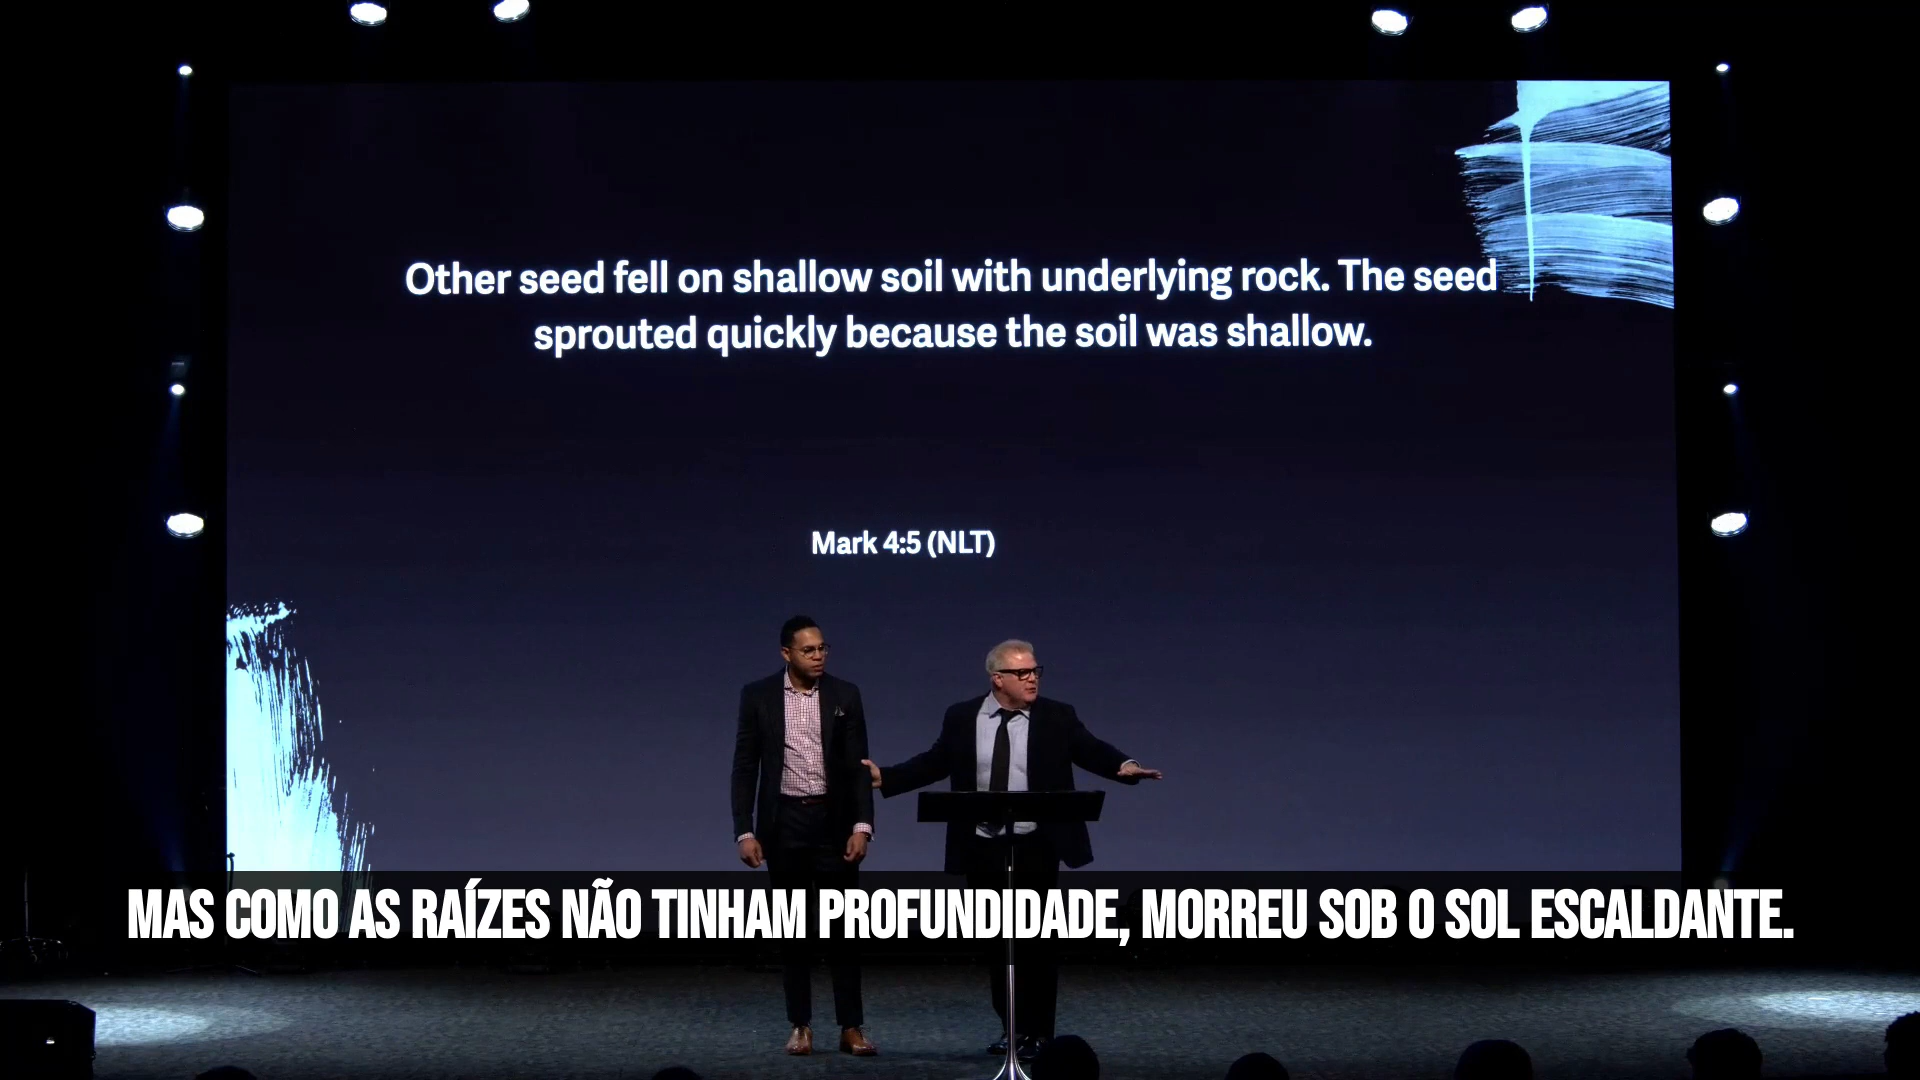 Other seed fell on shallow soil with underlying rock. The seed
sprouted quickly because the soil was shallow.
Mark 4:5 (NLT)
MAS COMO AS RAÍZES NÃO TINHAM PROFUNDIDADE, MORREU SOB O SOL ESCALDANTE.